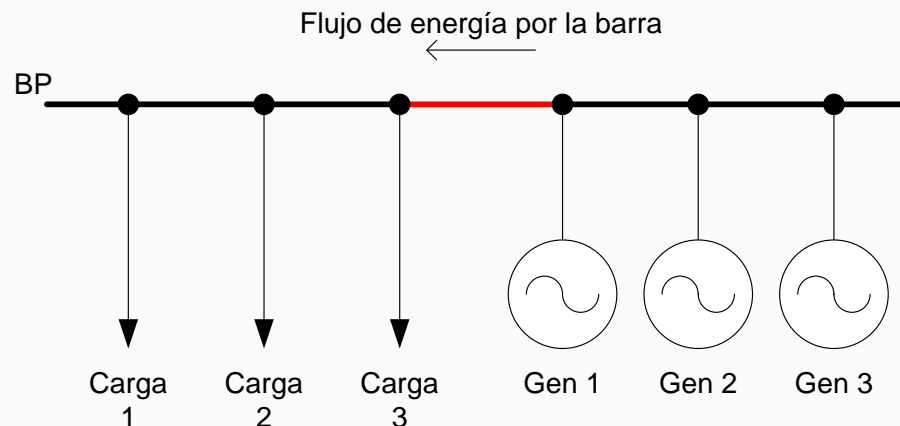 Flujo de energía por la barra
BP
Carga
1
Carga
2
Carga
3
Gen 1
Gen 2
Gen 3